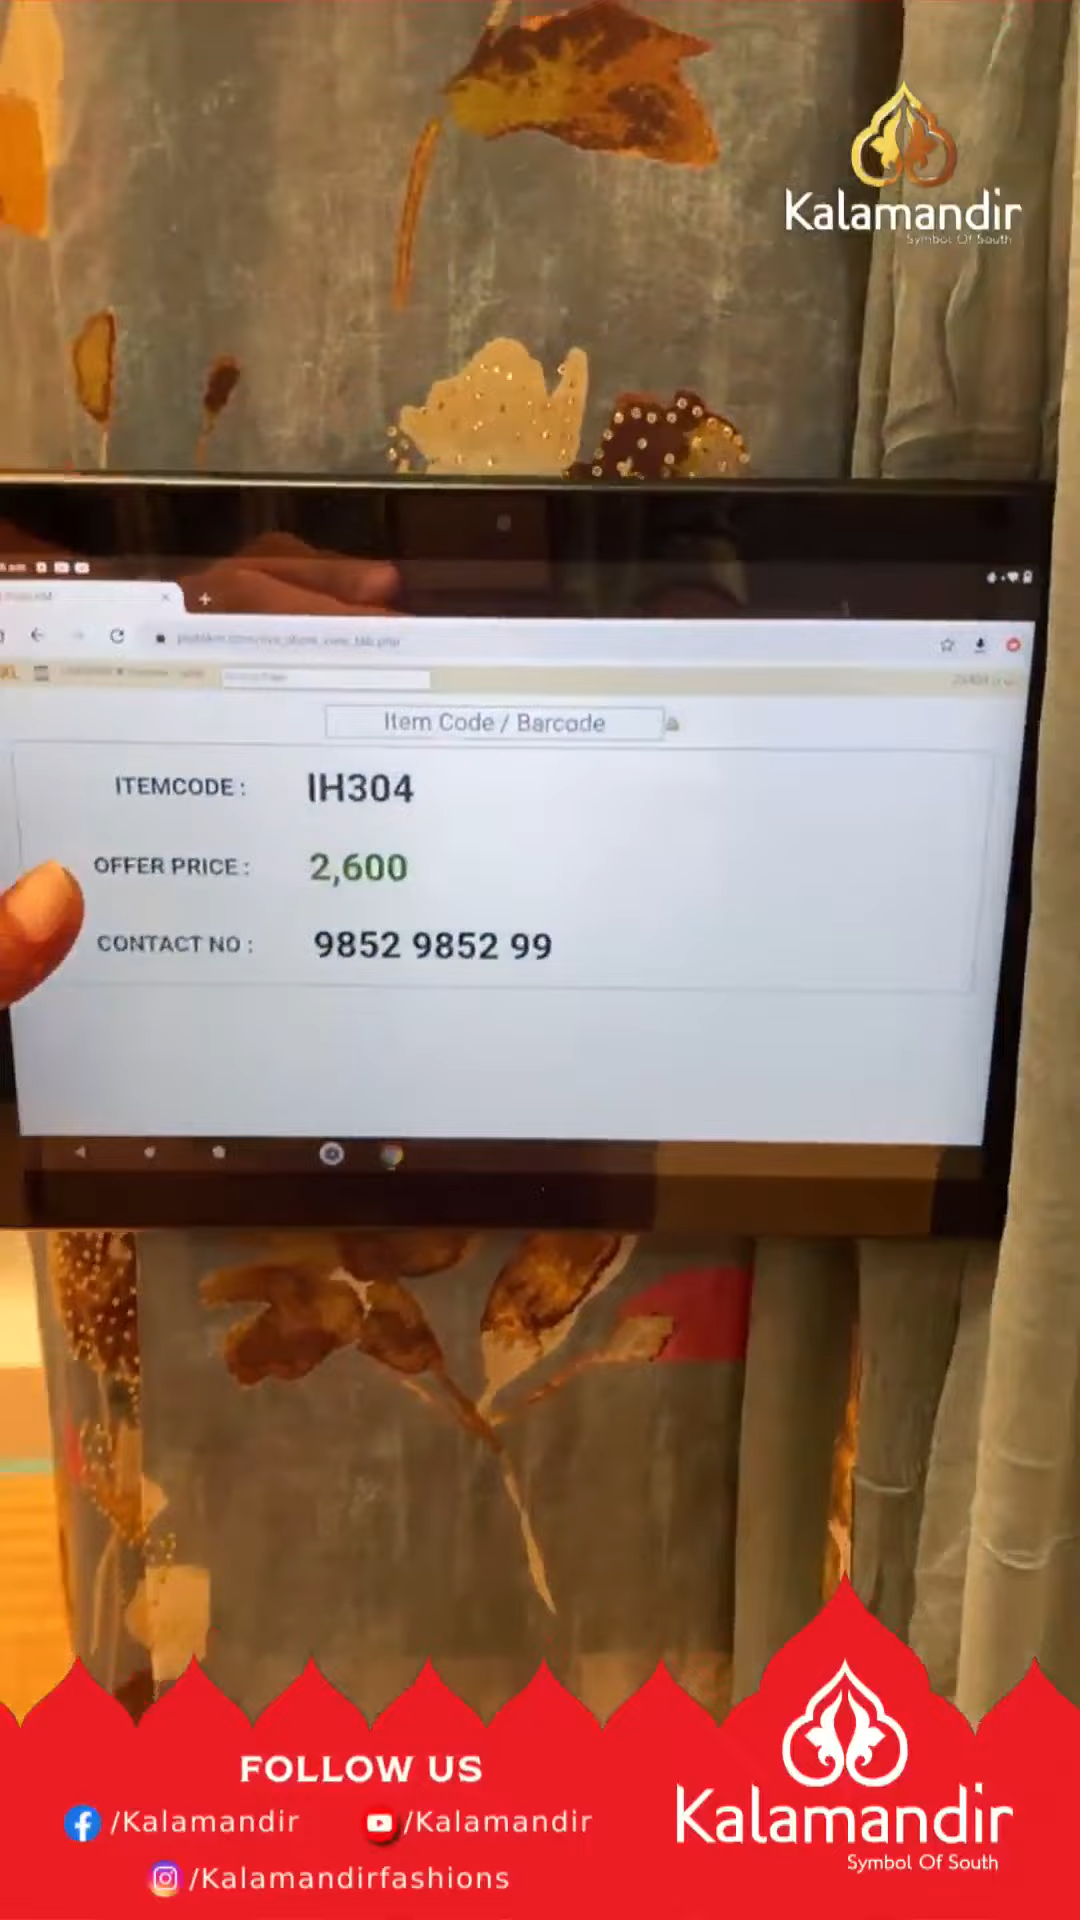 Kalamandir
Symbol Of South
Item Code / Barcode
ITEMCODE : IH304
OFFER PRICE : 2,600
CONTACT NO : 9852 9852 99
FOLLOW US
/Kalamandir /Kalamandir
/Kalamandirfashions
Kalamandir
Symbol Of South